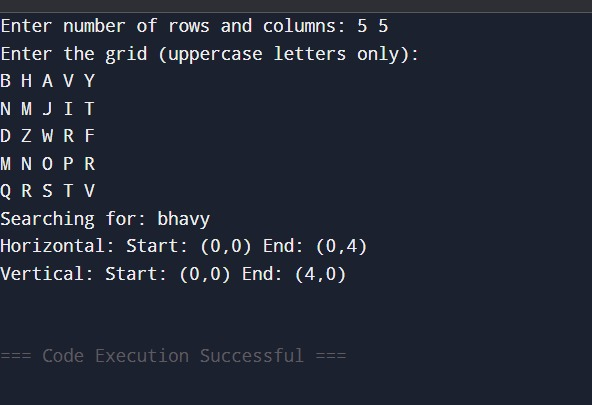 Enter number of rows and columns: 5 5
Enter the grid (uppercase letters only):
B H A V Y
N M J I T
D Z W R F
M N O P R
Q R S T V
Searching for: bhavy
Horizontal: Start: (0,0) End: (0,4)
Vertical: Start: (0,0) End: (4,0)
=== Code Execution Successful ===